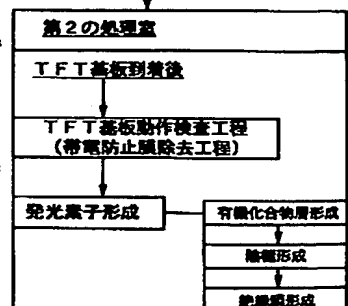 第2の処理室
TFT基板到着後
TFT基板動作検査工程
(帯電防止膜除去工程)
発光素子形成
有機化合物層形成
陰極形成
絶縁膜形成